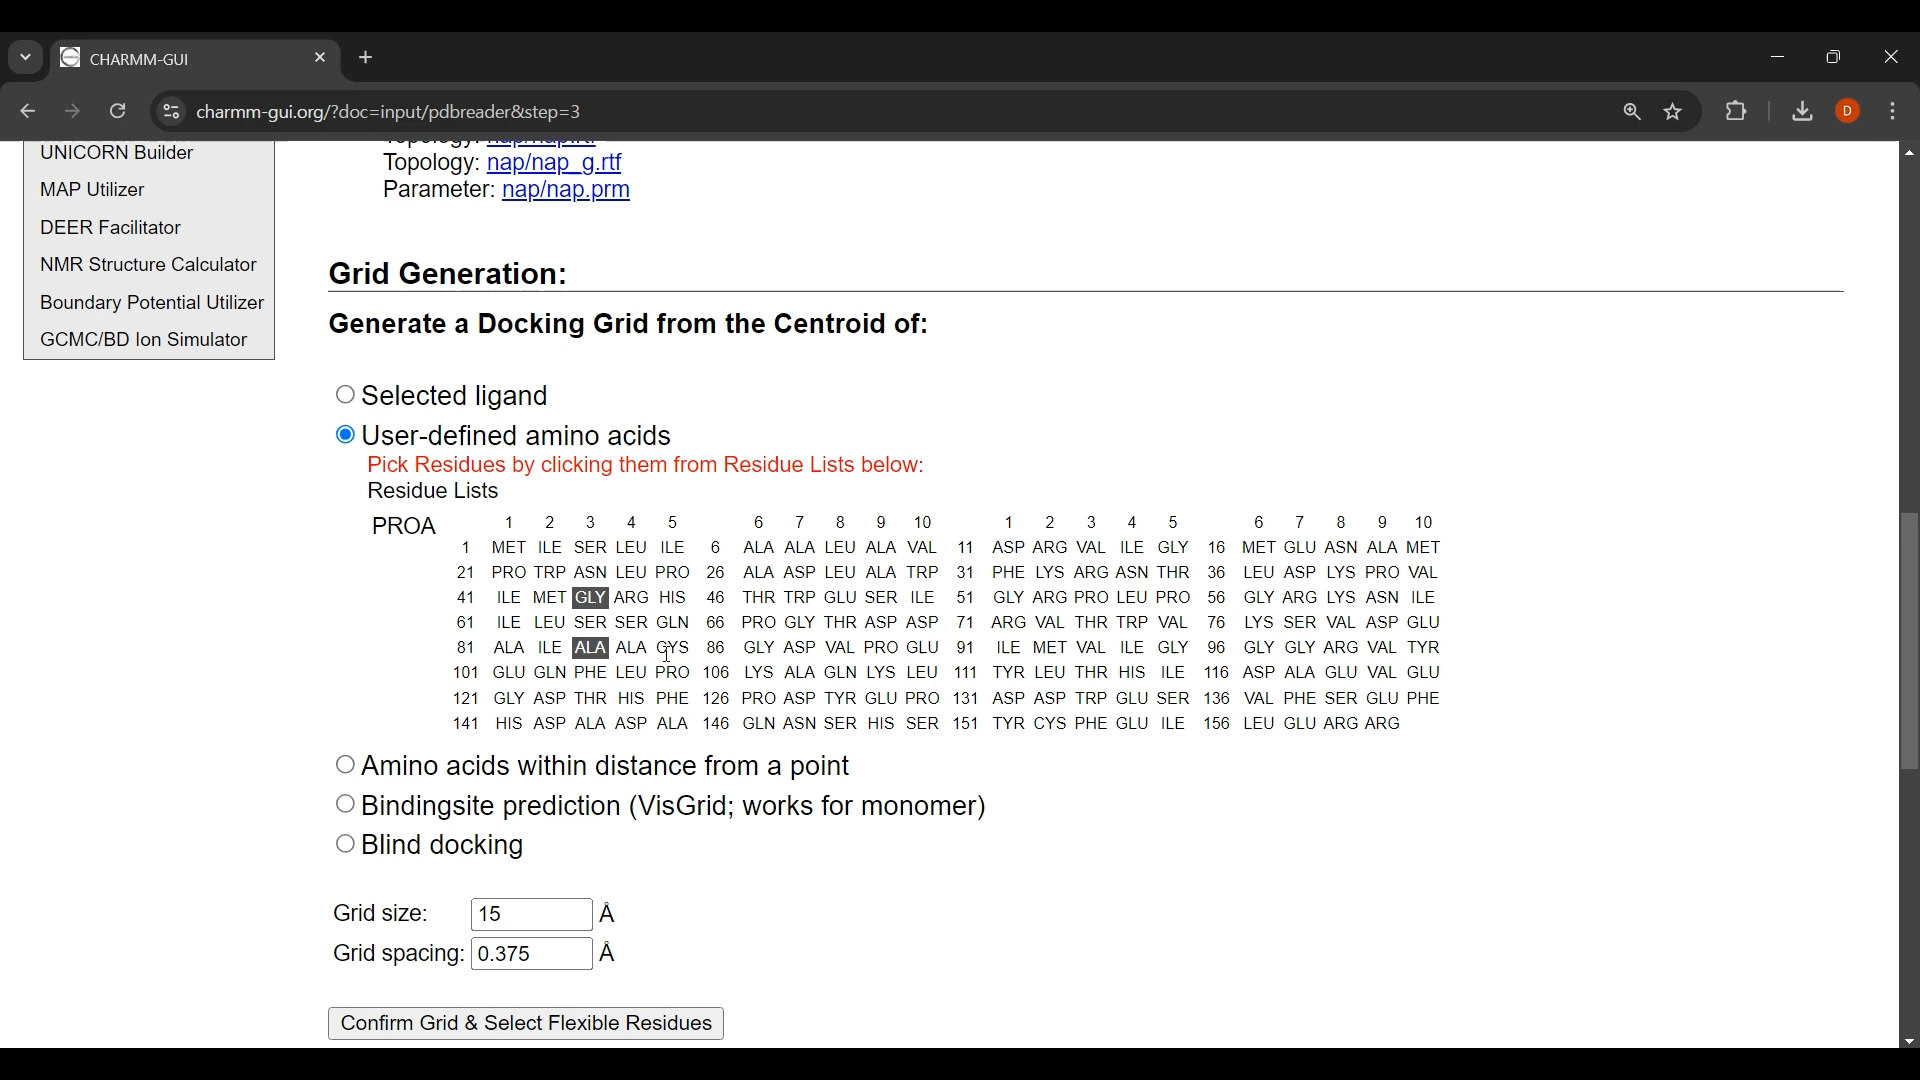 CHARMM-GUI
charmm-gui.org/?doc=input/pdbreader&step=3
D
UNICORN Builder
MAP Utilizer
DEER Facilitator
NMR Structure Calculator
Boundary Potential Utilizer
GCMC/BD Ion Simulator
Topology: nap/nap_g.rtf
Parameter: nap/nap.prm
Grid Generation:
Generate a Docking Grid from the Centroid of:
Selected ligand
User-defined amino acids
Pick Residues by clicking them from Residue Lists below:
Residue Lists
PROA 1 2 3 4 5 6 7 8 9 10 1 2 3 4 5 6 7 8 9 10
1 MET ILE SER LEU ILE 6 ALA ALA LEU ALA VAL 11 ASP ARG VAL ILE GLY 16 MET GLU ASN ALA MET
21 PRO TRP ASN LEU PRO 26 ALA ASP LEU ALA TRP 31 PHE LYS ARG ASN THR 36 LEU ASP LYS PRO VAL
41 ILE MET GLY ARG HIS 46 THR TRP GLU SER ILE 51 GLY ARG PRO LEU PRO 56 GLY ARG LYS ASN ILE
61 ILE LEU SER SER GLN 66 PRO GLY THR ASP ASP 71 ARG VAL THR TRP VAL 76 LYS SER VAL ASP GLU
81 ALA ILE ALA ALA CYS 86 GLY ASP VAL PRO GLU 91 ILE MET VAL ILE GLY 96 GLY GLY ARG VAL TYR
101 GLU GLN PHE LEU PRO 106 LYS ALA GLN LYS LEU 111 TYR LEU THR HIS ILE 116 ASP ALA GLU VAL GLU
121 GLY ASP THR HIS PHE 126 PRO ASP TYR GLU PRO 131 ASP ASP TRP GLU SER 136 VAL PHE SER GLU PHE
141 HIS ASP ALA ASP ALA 146 GLN ASN SER HIS SER 151 TYR CYS PHE GLU ILE 156 LEU GLU ARG ARG
Amino acids within distance from a point
Bindingsite prediction (VisGrid; works for monomer)
Blind docking
Grid size: 15 Å
Grid spacing: 0.375 Å
Confirm Grid & Select Flexible Residues